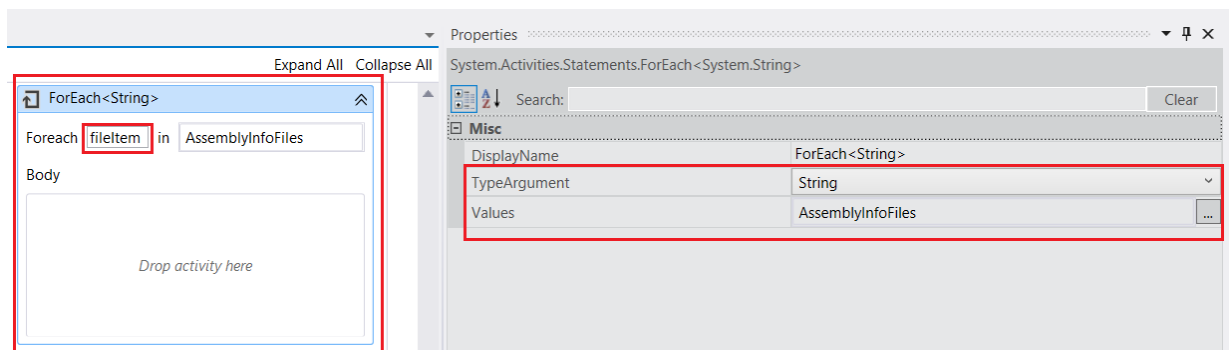 Properties
Expand All Collapse All
System.Activities.Statements.ForEach<System.String>
ForEach<String>
Search:
Clear
Foreach fileItem in AssemblyInfoFiles
Misc
DisplayName ForEach<String>
Body
TypeArgument String
Values AssemblyInfoFiles ...
Drop activity here